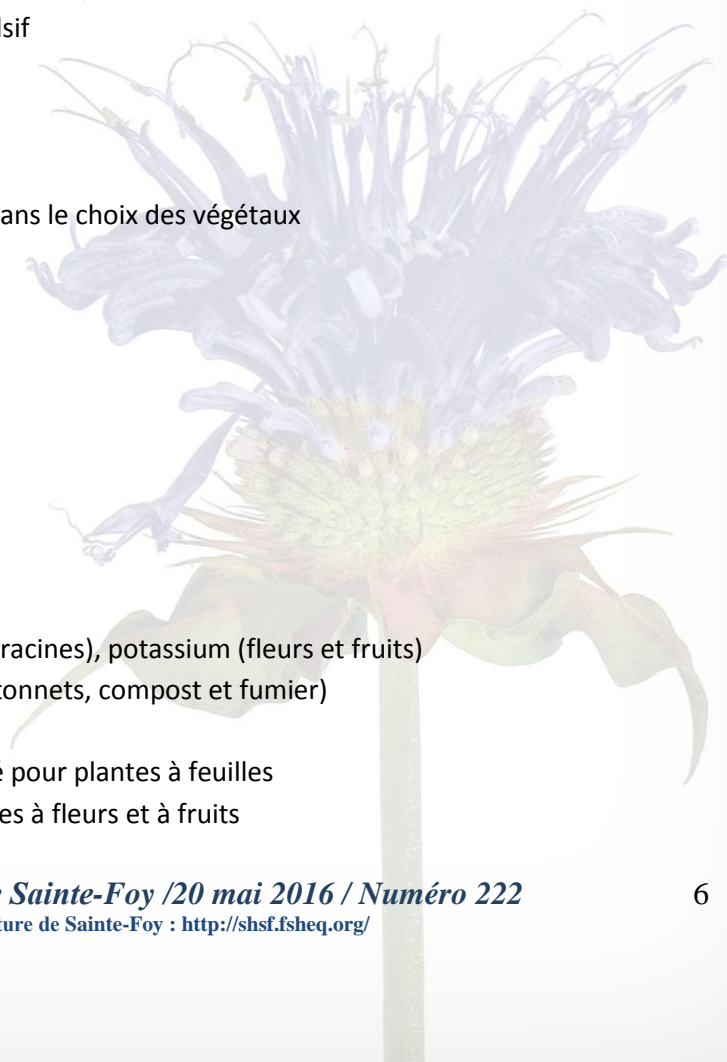 ans le choix des végétaux
racines), potassium (fleurs et fruits)
tonnets, compost et fumier)
pour plantes à feuilles
es à fleurs et à fruits
Sainte-Foy /20 mai 2016 / Numéro 222
6
ture de Sainte-Foy : http://shsf.fsheq.org/